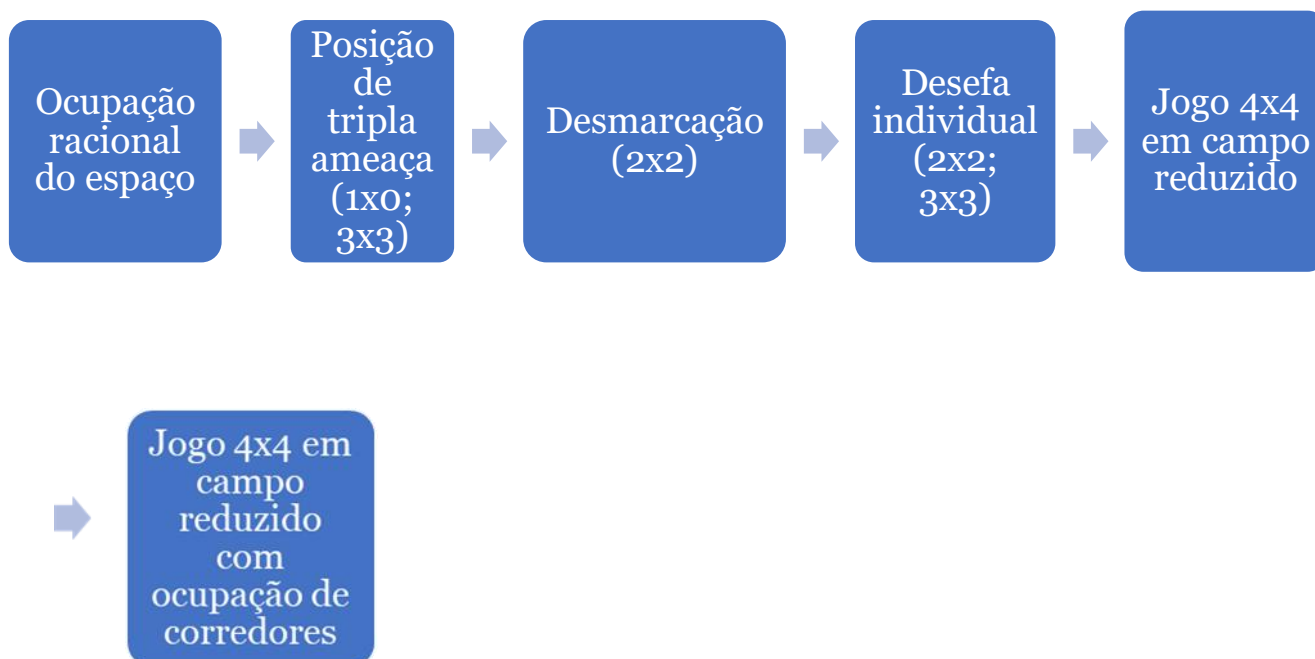 Ocupação
racional
do espaço
Posição
de
tripla
ameaça
(1x0;
3x3)
Desmarcação
(2x2)
Desefa
individual
(2x2;
3x3)
Jogo 4x4
em campo
reduzido
Jogo 4x4 em
campo
reduzido
com
ocupação de
corredores